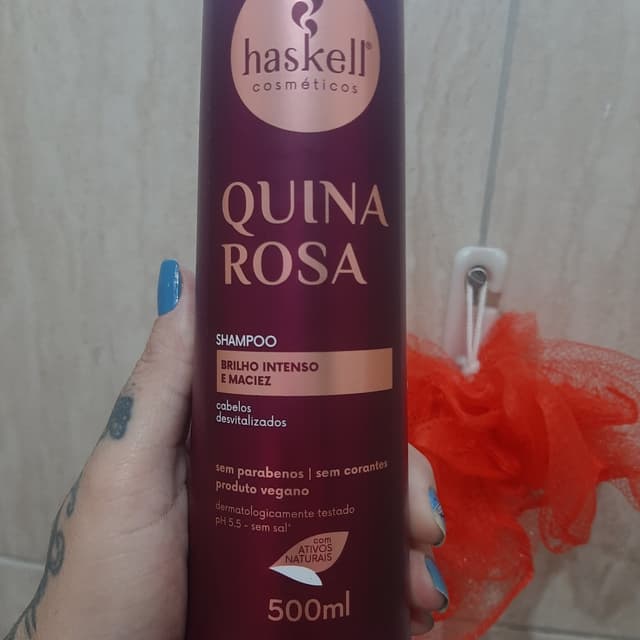 haskell®
cosméticos
QUINA
ROSA
SHAMPOO
BRILHO INTENSO
E MACIEZ
cabelos
desvitalizados
sem parabenos | sem corantes
produto vegano
dermatologicamente testado
pH 5.5 - sem sal*
com
ATIVOS
NATURAIS
500ml